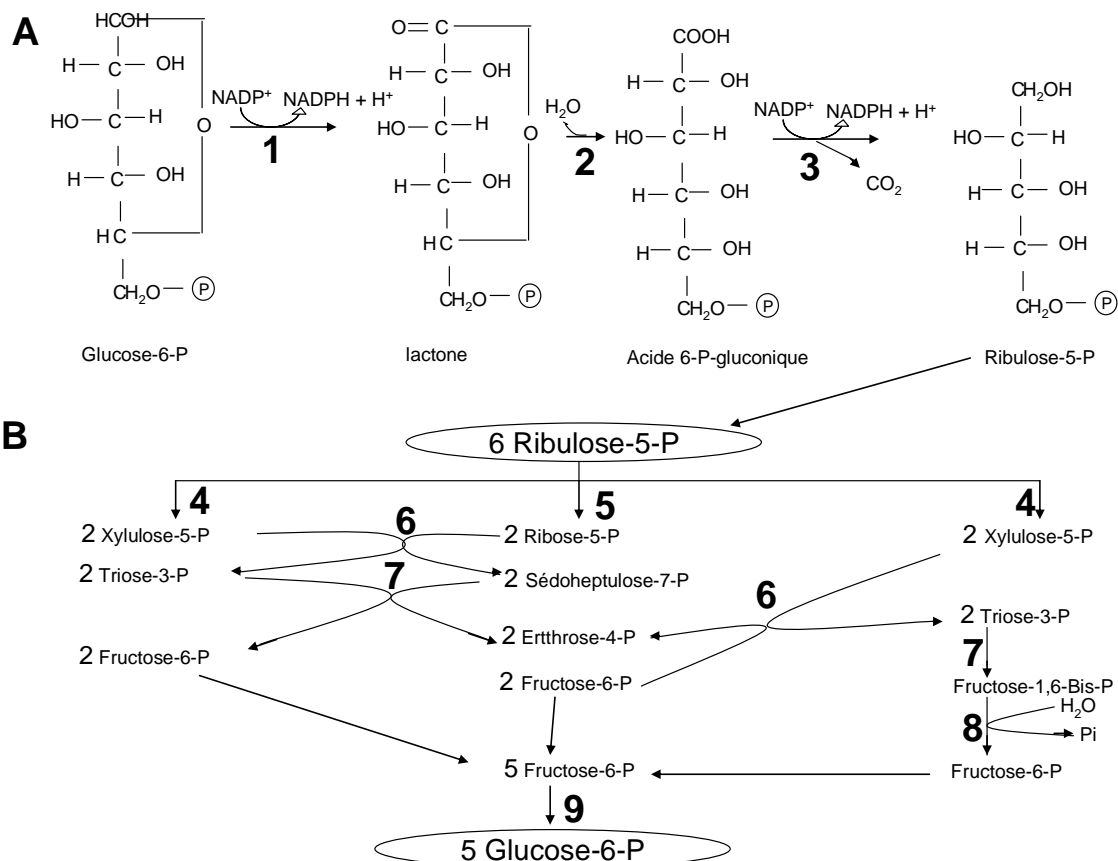 A
HCOH
H C OH
HO C H
H C OH
HC
CH₂O P
O
NADP⁺ NADPH + H⁺
1
O=C
H C OH
HO C H
H C OH
HC
CH₂O P
O
H₂O
2
COOH
H C OH
HO C H
H C OH
H C OH
CH₂O P
NADP⁺ NADPH + H⁺
3
CO₂
CH₂OH
HO C H
H C OH
H C OH
CH₂O P
Glucose-6-P lactone Acide 6-P-gluconique Ribulose-5-P
B
6 Ribulose-5-P
4 5 4
2 Xylulose-5-P 6 2 Ribose-5-P 2 Xylulose-5-P
2 Triose-3-P 7 2 Sédoheptulose-7-P
6
2 Ertthrose-4-P 2 Triose-3-P
2 Fructose-6-P 7
2 Fructose-6-P Fructose-1,6-Bis-P
H₂O
8 Pi
5 Fructose-6-P Fructose-6-P
9
5 Glucose-6-P